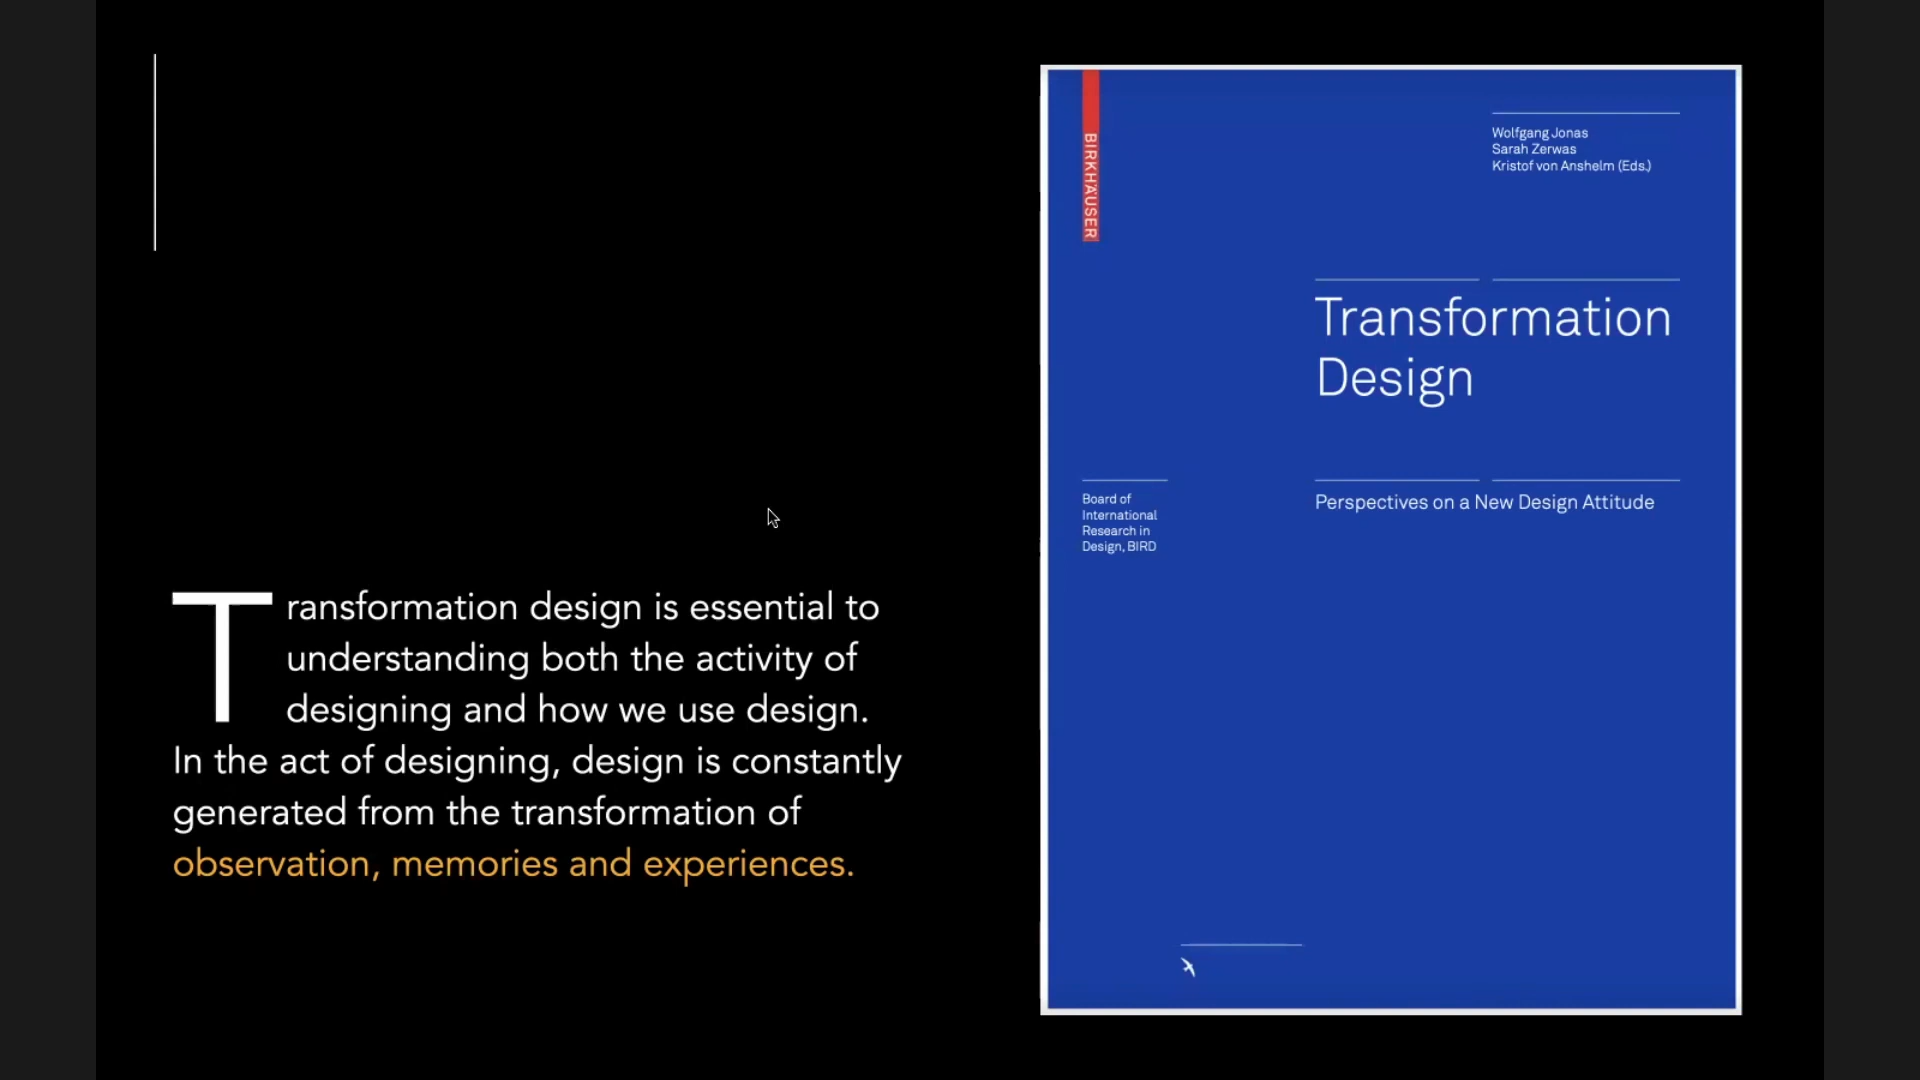 Transformation design is essential to
understanding both the activity of
designing and how we use design.
In the act of designing, design is constantly
generated from the transformation of
observation, memories and experiences.
BIRKHÄUSER
Wolfgang Jonas
Sarah Zerwas
Kristof von Anshelm (Eds.)
Transformation
Design
Perspectives on a New Design Attitude
Board of
International
Research in
Design, BIRD